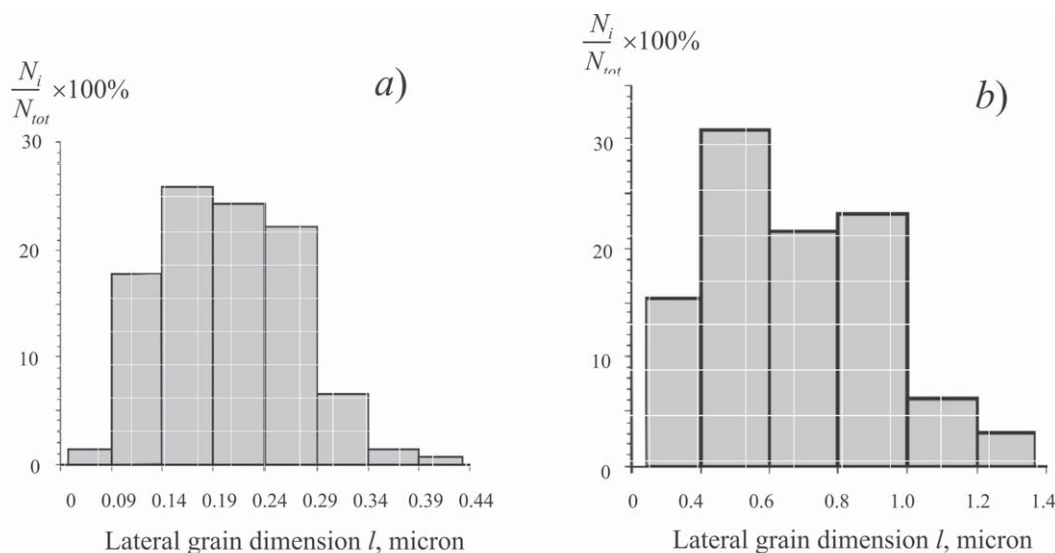 N_i
N_tot
×100%
a)
30
20
10
0
0 0.09 0.14 0.19 0.24 0.29 0.34 0.39 0.44
Lateral grain dimension l, micron
N_i
N_tot
×100%
b)
30
20
10
0
0 0.4 0.6 0.8 1.0 1.2 1.4
Lateral grain dimension l, micron